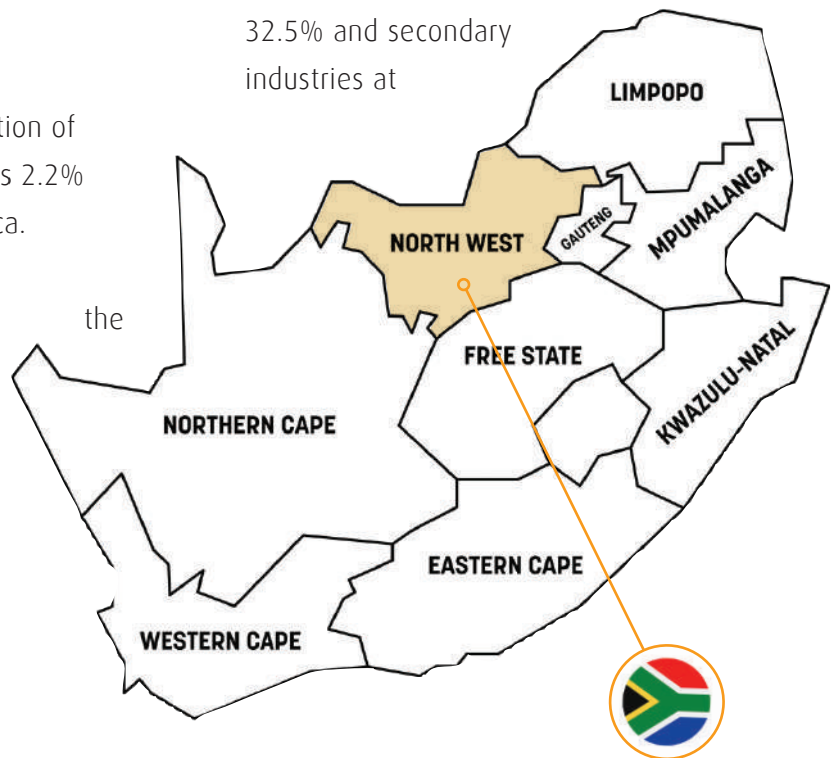 32.5% and secondary
industries at
tion of
s 2.2%
ca.
the
LIMPOPO
MPUMALANGA
GAUTENG
NORTH WEST
FREE STATE
KWAZULU-NATAL
NORTHERN CAPE
EASTERN CAPE
WESTERN CAPE